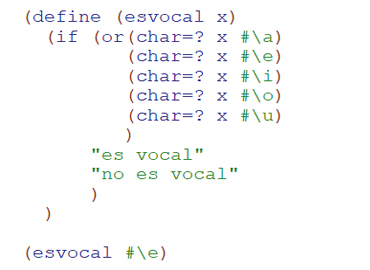 (define (esvocal x)
(if (or(char=? x #\a)
(char=? x #\e)
(char=? x #\i)
(char=? x #\o)
(char=? x #\u)
)
"es vocal"
"no es vocal"
)
)
(esvocal #\e)